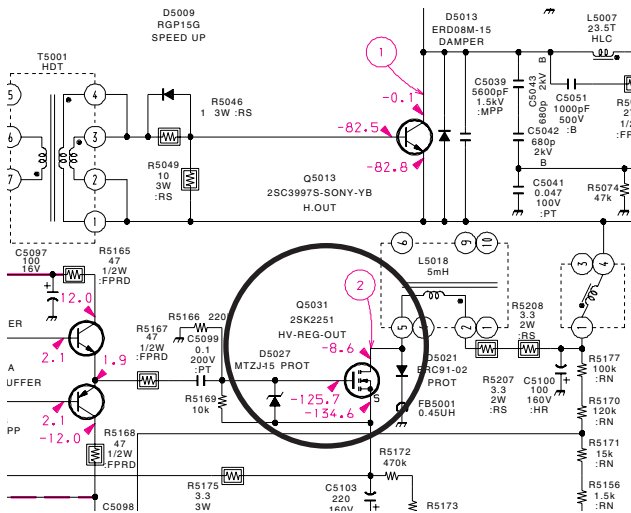 D5009
RGP15G
SPEED UP
D5013
ERD08M-15
DAMPER
L5007
23.5T
HLC
T5001
HDT
5
4
6
3
7
2
1
1
R5046
1 3W :RS
R5049
10
3W
:RS
-0.1
-82.5
-82.8
Q5013
2SC3997S-SONY-YB
H.OUT
C5039
5600pF
1.5kV
:MPP
C5043
680p
2kV
B
C5042
680p
2kV
B
C5051
1000pF
500V
:B
C5041
0.047
100V
:PT
R5074
47k
C5097
100
16V
R5165
47
1/2W
:FPRD
12.0
2.1
1.9
R5167
47
1/2W
:FPRD
R5166 220
C5099
0.1
200V
:PT
R5169
10k
D5027
MTZJ-15 PROT
Q5031
2SK2251
HV-REG-OUT
2
-8.6
-125.7
-134.6
S
6
9
10
L5018
5mH
5
4
2
1
D5021
ERC91-02
PROT
FB5001
0.45UH
R5208
3.3
2W
:RS
R5207
3.3
2W
:RS
C5100
100
160V
:HR
3
4
1
R5177
100k
:RN
R5170
120k
:RN
R5171
15k
:RN
R5156
1.5k
:RN
ER
A
UFFER
PP
2.1
-12.0
R5168
47
1/2W
:FPRD
C5098
R5175
3.3
3W
R5172
470k
C5103
220
160V
R5173